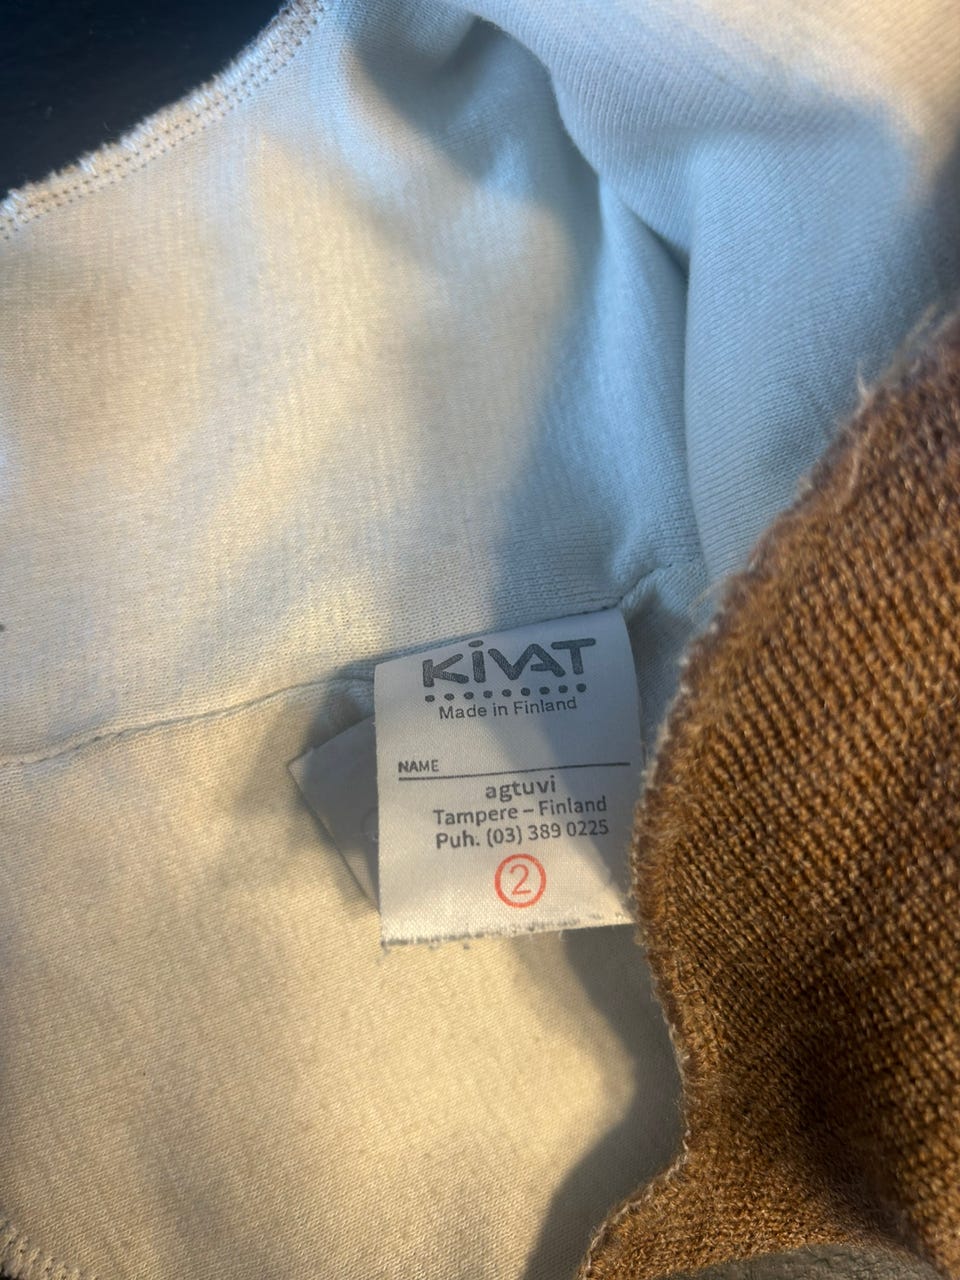 KiVAT
Made in Finland
NAME
agtuvi
Tampere – Finland
Puh. (03) 389 0225
2